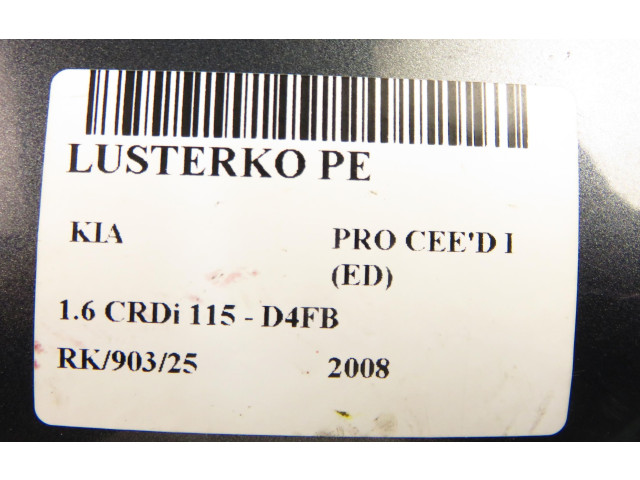 LUSTERKO PE
KIA PRO CEE'D I
(ED)
1.6 CRDi 115 - D4FB
RK/903/25 2008